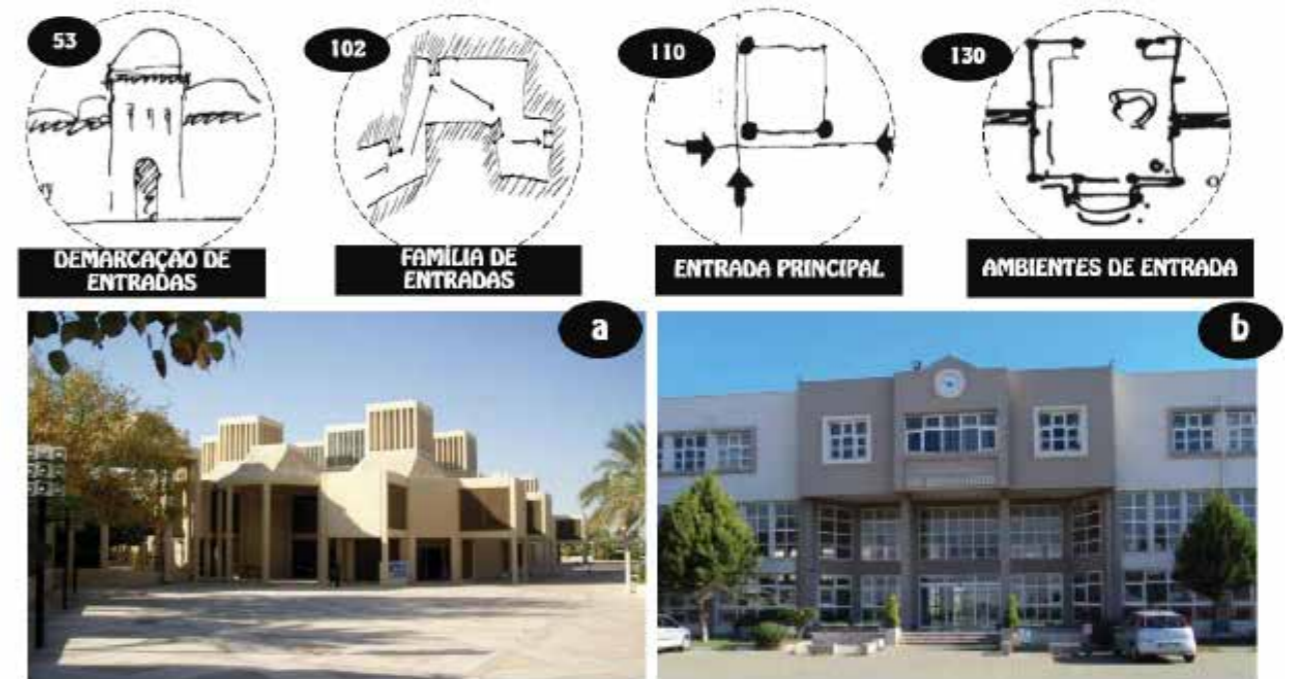 53
102
110
130
DEMARCAÇÃO DE
ENTRADAS
FAMÍLIA DE
ENTRADAS
ENTRADA PRINCIPAL
AMBIENTES DE ENTRADA
a
b